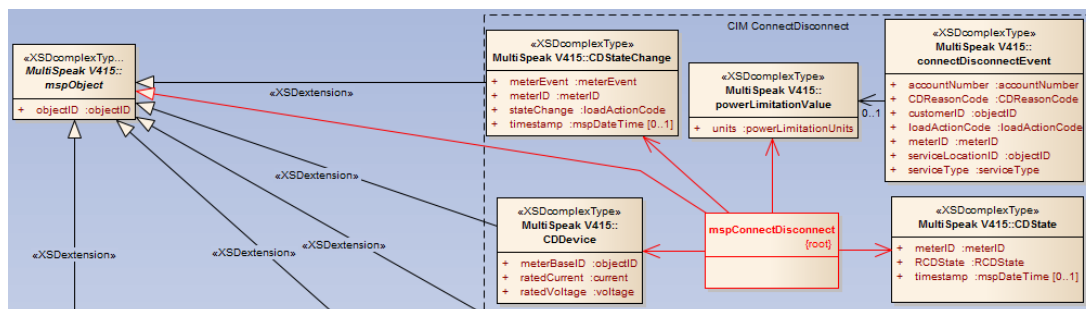 CIM ConnectDisconnect
«XSDcomplexTyp...
MultiSpeak V415::
mspObject
+ objectID :objectID
«XSDcomplexType»
MultiSpeak V415::CDStateChange
+ meterEvent :meterEvent
+ meterID :meterID
+ stateChange :loadActionCode
+ timestamp :mspDateTime [0..1]
«XSDcomplexType»
MultiSpeak V415::
powerLimitationValue
+ units :powerLimitationUnits
0..1
«XSDcomplexType»
MultiSpeak V415::
connectDisconnectEvent
+ accountNumber :accountNumber
+ CDReasonCode :CDReasonCode
+ customerID :objectID
+ loadActionCode :loadActionCode
+ meterID :meterID
+ serviceLocationID :objectID
+ serviceType :serviceType
«XSDextension»
«XSDextension»
«XSDextension»
«XSDextension»
«XSDextension»
«XSDcomplexType»
MultiSpeak V415::
CDDevice
+ meterBaseID :objectID
+ ratedCurrent :current
+ ratedVoltage :voltage
mspConnectDisconnect
{root}
«XSDcomplexType»
MultiSpeak V415::CDState
+ meterID :meterID
+ RCDState :RCDState
+ timestamp :mspDateTime [0..1]